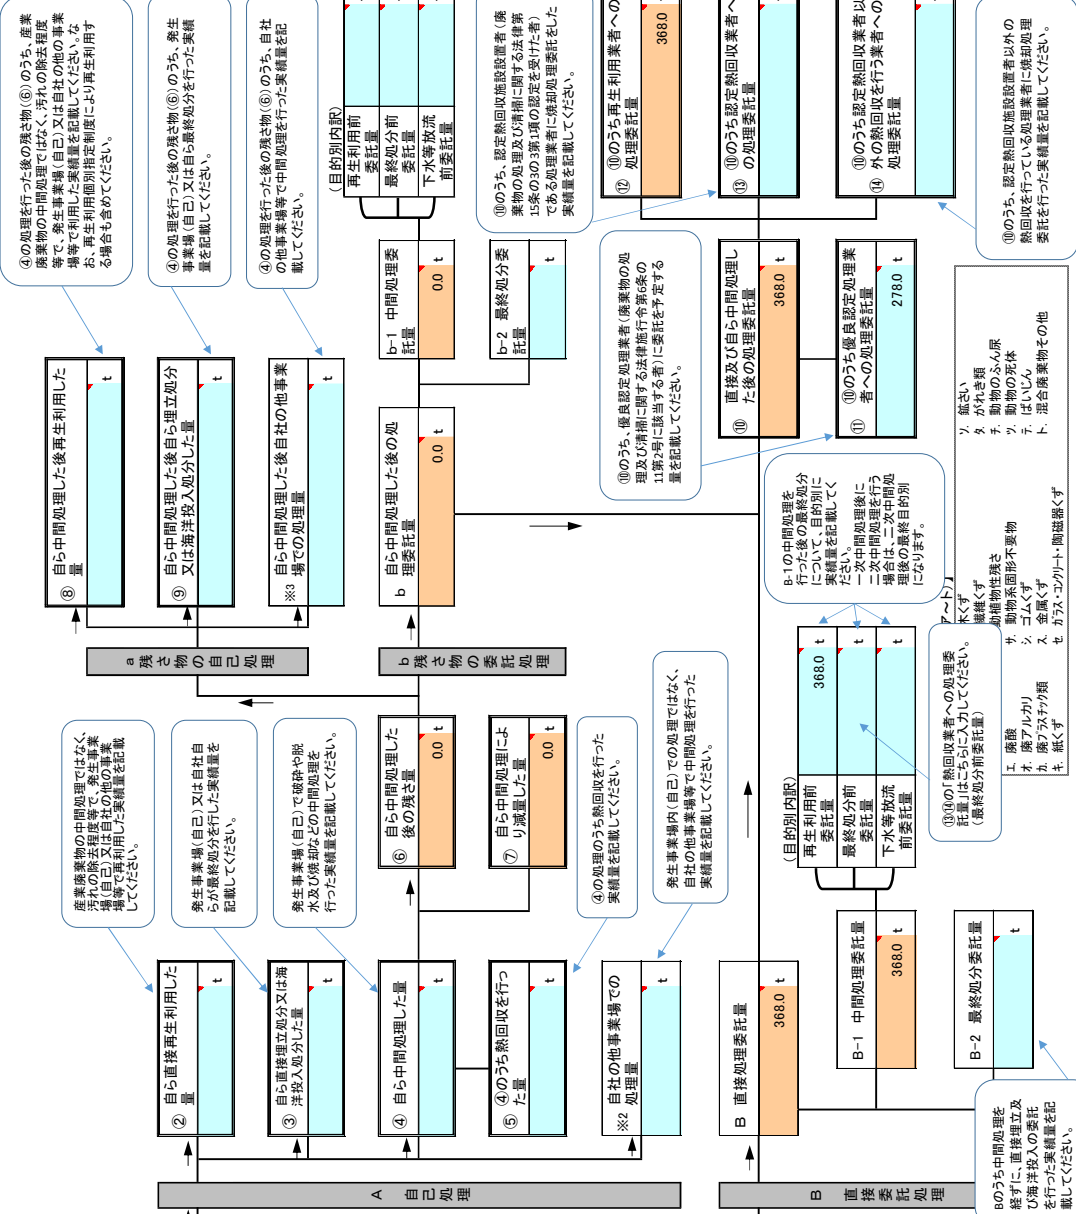 A　自己処理
B　直接委託処理
② 自ら直接再生利用した
量
t
③ 自ら直接埋立処分又は海
洋投入処分した量
t
④ 自ら中間処理した量
t
⑤ ④のうち熱回収を行っ
た量
t
※2 自社の他事業場での
処理量
t
B 直接処理委託量
368.0 t
B-1 中間処理委託量
368.0 t
B-2 最終処分委託量
t
Bのうち中間処理を
経ずに、直接埋立及
び海洋投入の委託
を行った実績量を記
載してください。
産業廃棄物の中間処理ではなく、
汚れの除去程度等で、発生事業
場(自己)又は自社の他の事業
場等で再利用した実績量を記載
してください。
発生事業場(自己)又は自社自
らが最終処分を行した実績量を
記載してください。
発生事業場(自己)で破砕や脱
水及び焼却などの中間処理を
行った実績量を記載してください。
⑥ 自ら中間処理した
後の残さ量
0.0 t
⑦ 自ら中間処理によ
り減量した量
0.0 t
④の処理のうち熱回収を行った
実績量を記載してください。
発生事業場内(自己)での処理ではなく、
自社の他事業場等で中間処理を行った
実績量を記載してください。
(目的別内訳)
再生利用前
委託量
368.0 t
最終処分前
委託量
t
下水等放流
前委託量
t
⑬⑭の「熱回収業者への処理委
託量」はこちらに入力してください。
(最終処分前委託量)
a 残さ物の自己処理
b 残さ物の委託処理
⑧ 自ら中間処理した後再生利用した
量
t
⑨ 自ら中間処理した後自ら埋立処分
又は海洋投入処分した量
t
※3 自ら中間処理した後自社の他事業
場での処理量
t
b 自ら中間処理した後の処
理委託量
0.0 t
B-1の中間処理を
行った後の最終処分
について、目的別に
実績量を記載してく
ださい。
一次中間処理後に
二次中間処理を行う
場合は、二次中間処
理後の最終目的別
になります。
④の処理を行った後の残さ物(⑥)のうち、産業
廃棄物の中間処理ではなく、汚れの除去程度
等で、発生事業場(自己)又は自社の他の事業
場等で利用した実績量を記載してください。な
お、再生利用個別指定制度により再生利用す
る場合も含めてください。
④の処理を行った後の残さ物(⑥)のうち、発生
事業場(自己)又は自ら最終処分を行った実績
量を記載してください。
④の処理を行った後の残さ物(⑥)のうち、自社
の他事業場等で中間処理を行った実績量を記
載してください。
b-1 中間処理委
託量
0.0 t
b-2 最終処分委
託量
t
(目的別内訳)
再生利用前
委託量
最終処分前
委託量
下水等放流
前委託量
⑩のうち、認定熱回収施設設置者(廃
棄物の処理及び清掃に関する法律第
15条の3の3第1項の認定を受けた者)
である処理業者に焼却処理委託をした
実績量を記載してください。
⑩のうち、優良認定処理業者(廃棄物の処
理及び清掃に関する法律施行令第6条の
11第2号に該当する者)に委託を予定する
量を記載してください。
⑩ 直接及び自ら中間処理し
た後の処理委託量
368.0 t
⑪ ⑩のうち優良認定処理業
者への処理委託量
278.0 t
⑫ ⑩のうち再生利用業者への
処理委託量
368.0
⑬ ⑩のうち認定熱回収業者へ
の処理委託量
⑭ ⑩のうち認定熱回収業者以
外の熱回収を行う業者への
処理委託量
⑩のうち、認定熱回収施設設置者以外の
熱回収を行っている処理業者に焼却処理
委託を行った実績量を記載してください。
ア～ト)】
エ. 廃酸
オ. 廃アルカリ
カ. 廃プラスチック類
キ. 紙くず
木くず
繊維くず
動植物性残さ
サ. 動物系固形不要物
シ. ゴムくず
ス. 金属くず
セ. ガラス・コンクリート・陶磁器くず
ソ. 鉱さい
タ. がれき類
チ. 動物のふん尿
ツ. 動物の死体
テ. ばいじん
ト. 混合廃棄物その他